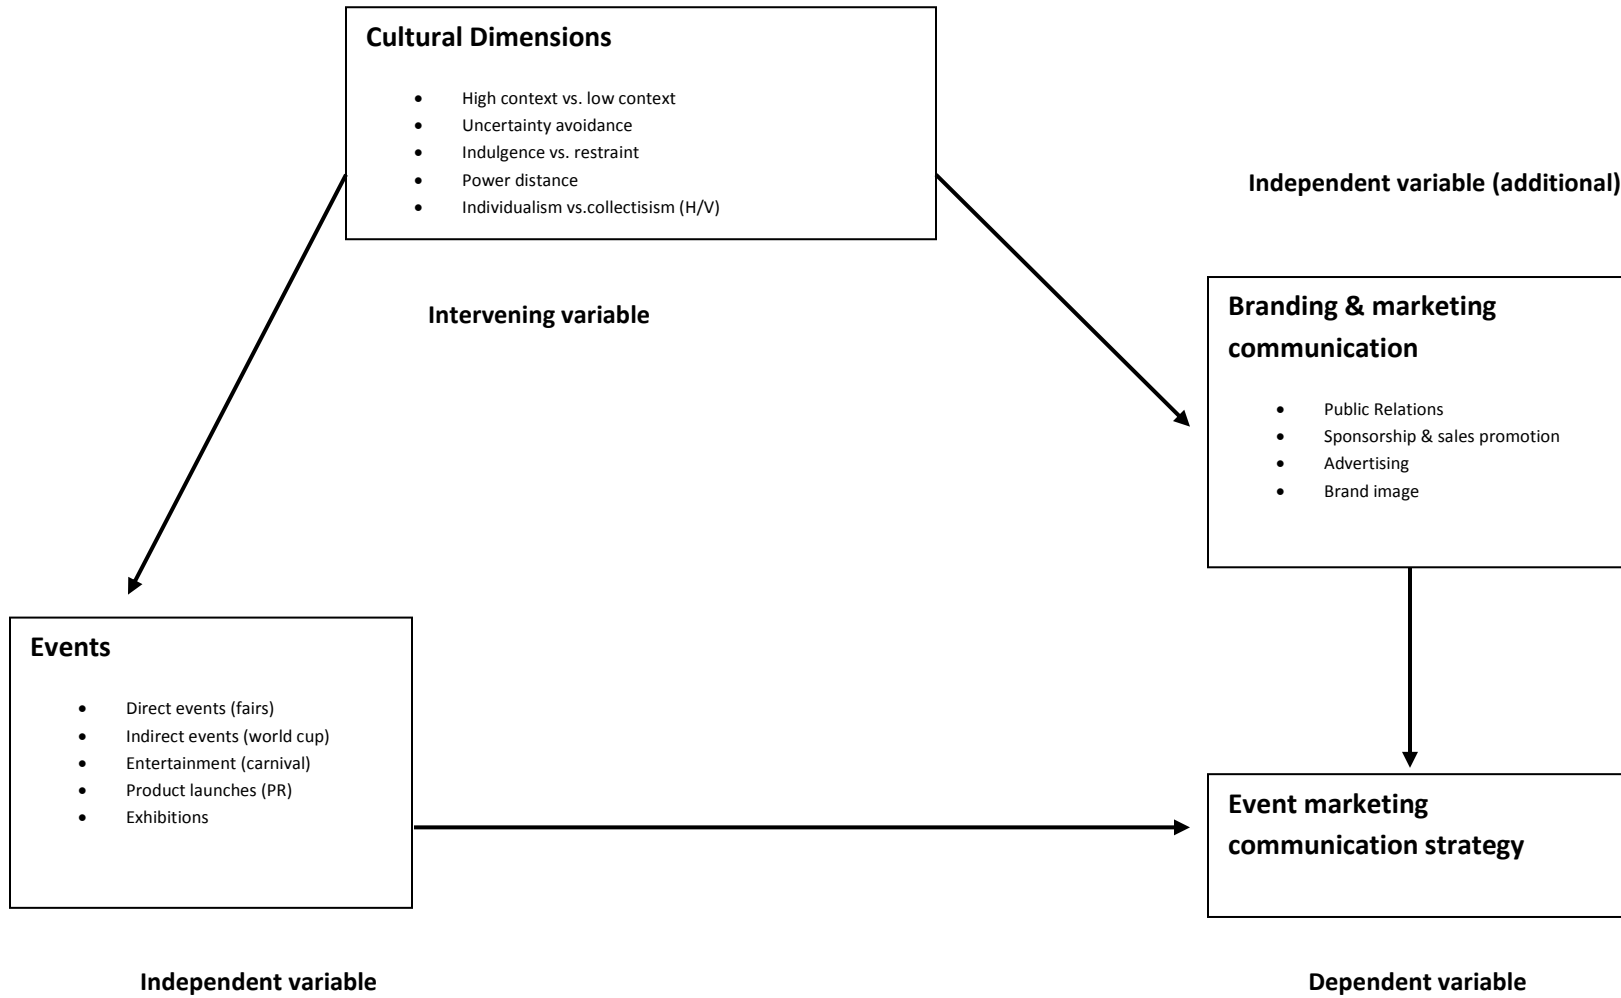 Cultural Dimensions
• High context vs. low context
• Uncertainty avoidance
• Indulgence vs. restraint
• Power distance
• Individualism vs.collectisism (H/V)
Independent variable (additional)
Intervening variable
Branding & marketing
communication
• Public Relations
• Sponsorship & sales promotion
• Advertising
• Brand image
Events
• Direct events (fairs)
• Indirect events (world cup)
• Entertainment (carnival)
• Product launches (PR)
• Exhibitions
Event marketing
communication strategy
Independent variable
Dependent variable